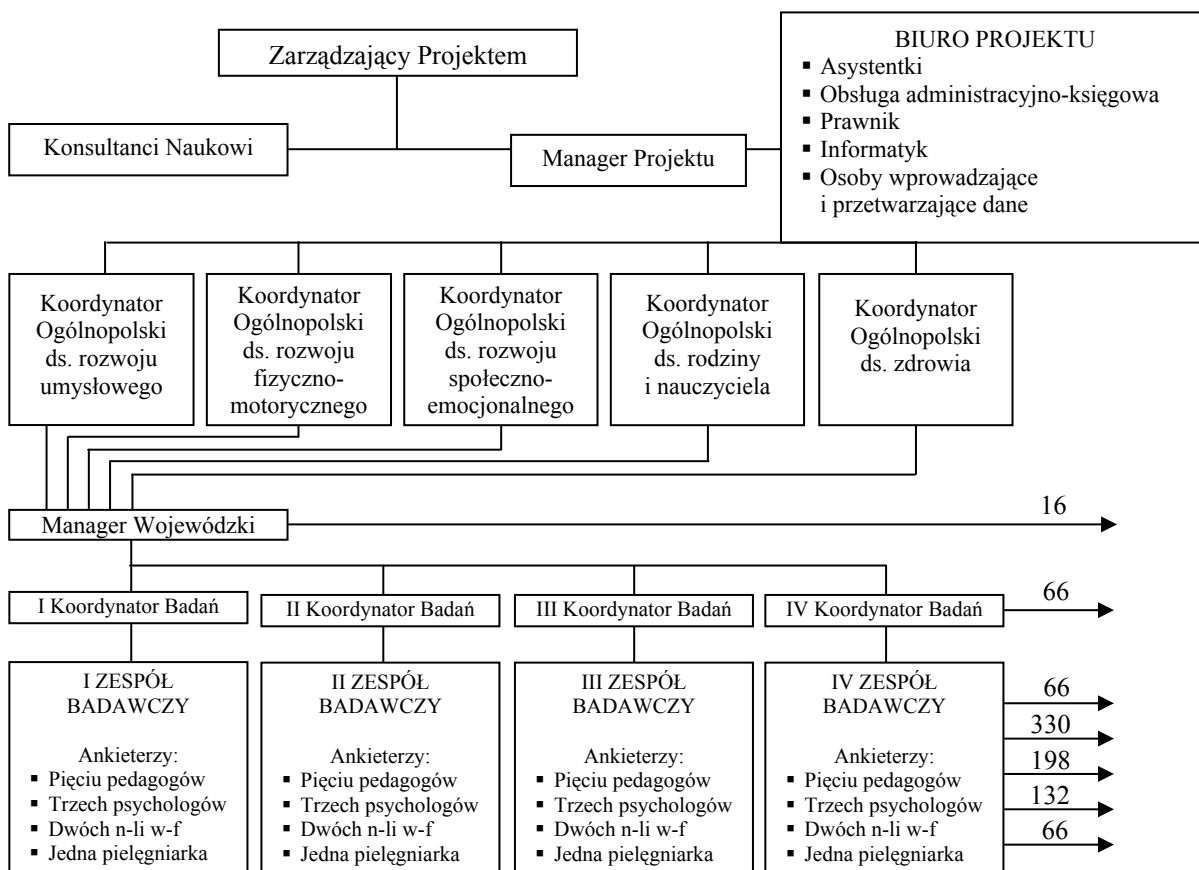 Zarządzający Projektem
BIURO PROJEKTU
▪ Asystentki
▪ Obsługa administracyjno-księgowa
▪ Prawnik
▪ Informatyk
▪ Osoby wprowadzające
i przetwarzające dane
Konsultanci Naukowi
Manager Projektu
Koordynator
Ogólnopolski
ds. rozwoju
umysłowego
Koordynator
Ogólnopolski
ds. rozwoju
fizyczno-
motorycznego
Koordynator
Ogólnopolski
ds. rozwoju
społeczno-
emocjonalnego
Koordynator
Ogólnopolski
ds. rodziny
i nauczyciela
Koordynator
Ogólnopolski
ds. zdrowia
Manager Wojewódzki
16
I Koordynator Badań
II Koordynator Badań
III Koordynator Badań
IV Koordynator Badań
66
I ZESPÓŁ
BADAWCZY
Ankieterzy:
▪ Pięciu pedagogów
▪ Trzech psychologów
▪ Dwóch n-li w-f
▪ Jedna pielęgniarka
II ZESPÓŁ
BADAWCZY
Ankieterzy:
▪ Pięciu pedagogów
▪ Trzech psychologów
▪ Dwóch n-li w-f
▪ Jedna pielęgniarka
III ZESPÓŁ
BADAWCZY
Ankieterzy:
▪ Pięciu pedagogów
▪ Trzech psychologów
▪ Dwóch n-li w-f
▪ Jedna pielęgniarka
IV ZESPÓŁ
BADAWCZY
Ankieterzy:
▪ Pięciu pedagogów
▪ Trzech psychologów
▪ Dwóch n-li w-f
▪ Jedna pielęgniarka
66
330
198
132
66